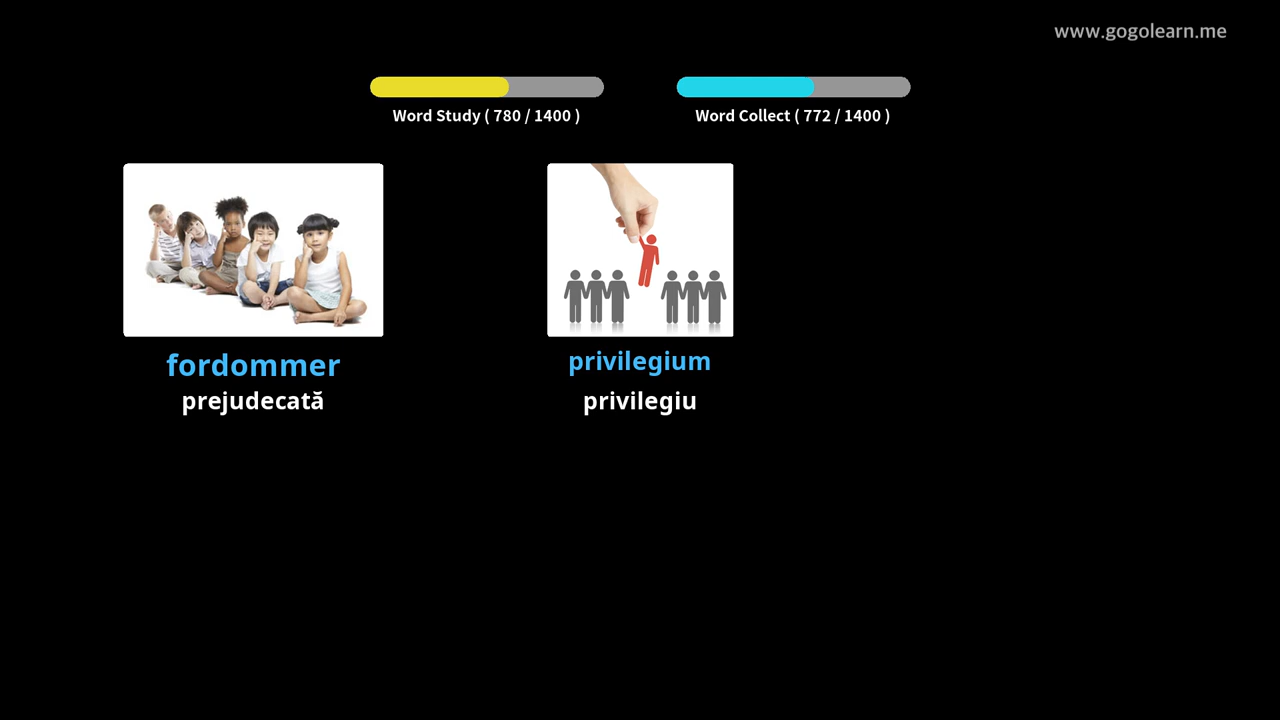 www.gogolearn.me
Word Study ( 780 / 1400 )
Word Collect ( 772 / 1400 )
fordommer
prejudecată
privilegium
privilegiu